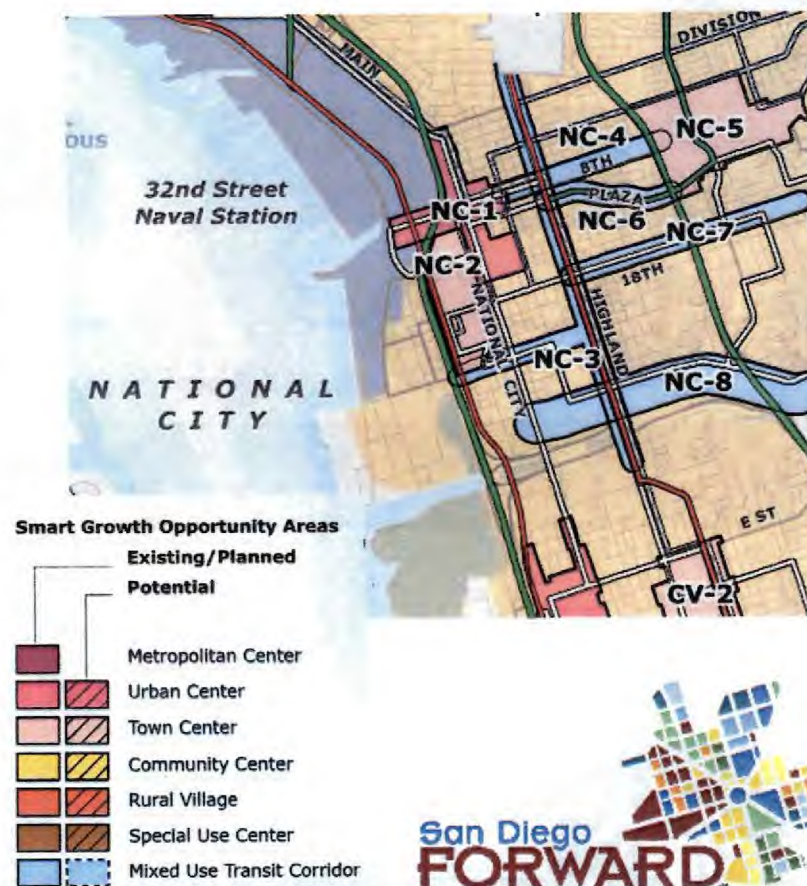 MAIN
DIVISION
OUS
NC-4
NC-5
8TH
32nd Street
Naval Station
PLAZA
NC-1
NC-6
NC-7
NC-2
18TH
NATIONAL CITY
HIGHLAND
NC-3
NATIONAL
CITY
NC-8
E ST
CV-2
Smart Growth Opportunity Areas
Existing/Planned
Potential
Metropolitan Center
Urban Center
Town Center
Community Center
Rural Village
Special Use Center
Mixed Use Transit Corridor
San Diego
FORWARD